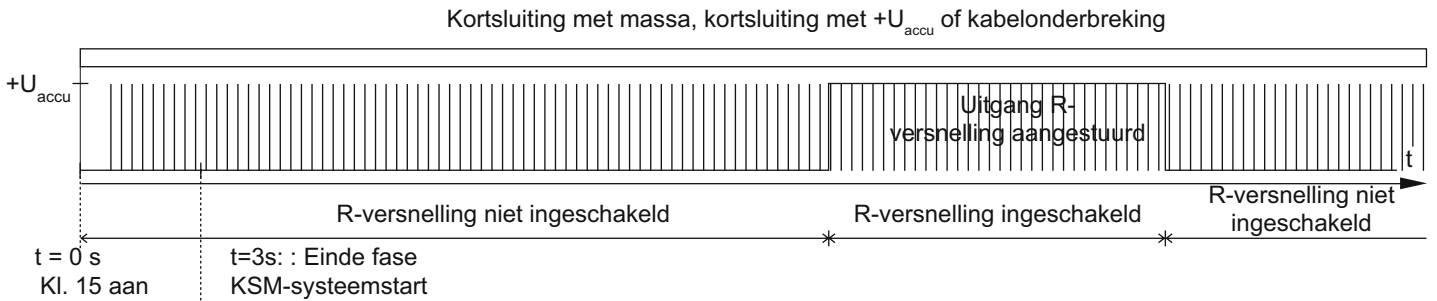 Kortsluiting met massa, kortsluiting met +Uaccu of kabelonderbreking
+Uaccu
Uitgang R-
versnelling aangestuurd
t
R-versnelling niet ingeschakeld
R-versnelling ingeschakeld
R-versnelling niet
ingeschakeld
t = 0 s
Kl. 15 aan
t=3s: : Einde fase
KSM-systeemstart